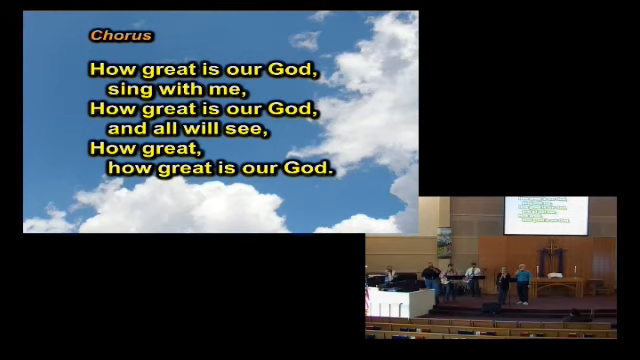 Chorus
How great is our God,
sing with me,
How great is our God,
and all will see,
How great,
how great is our God.